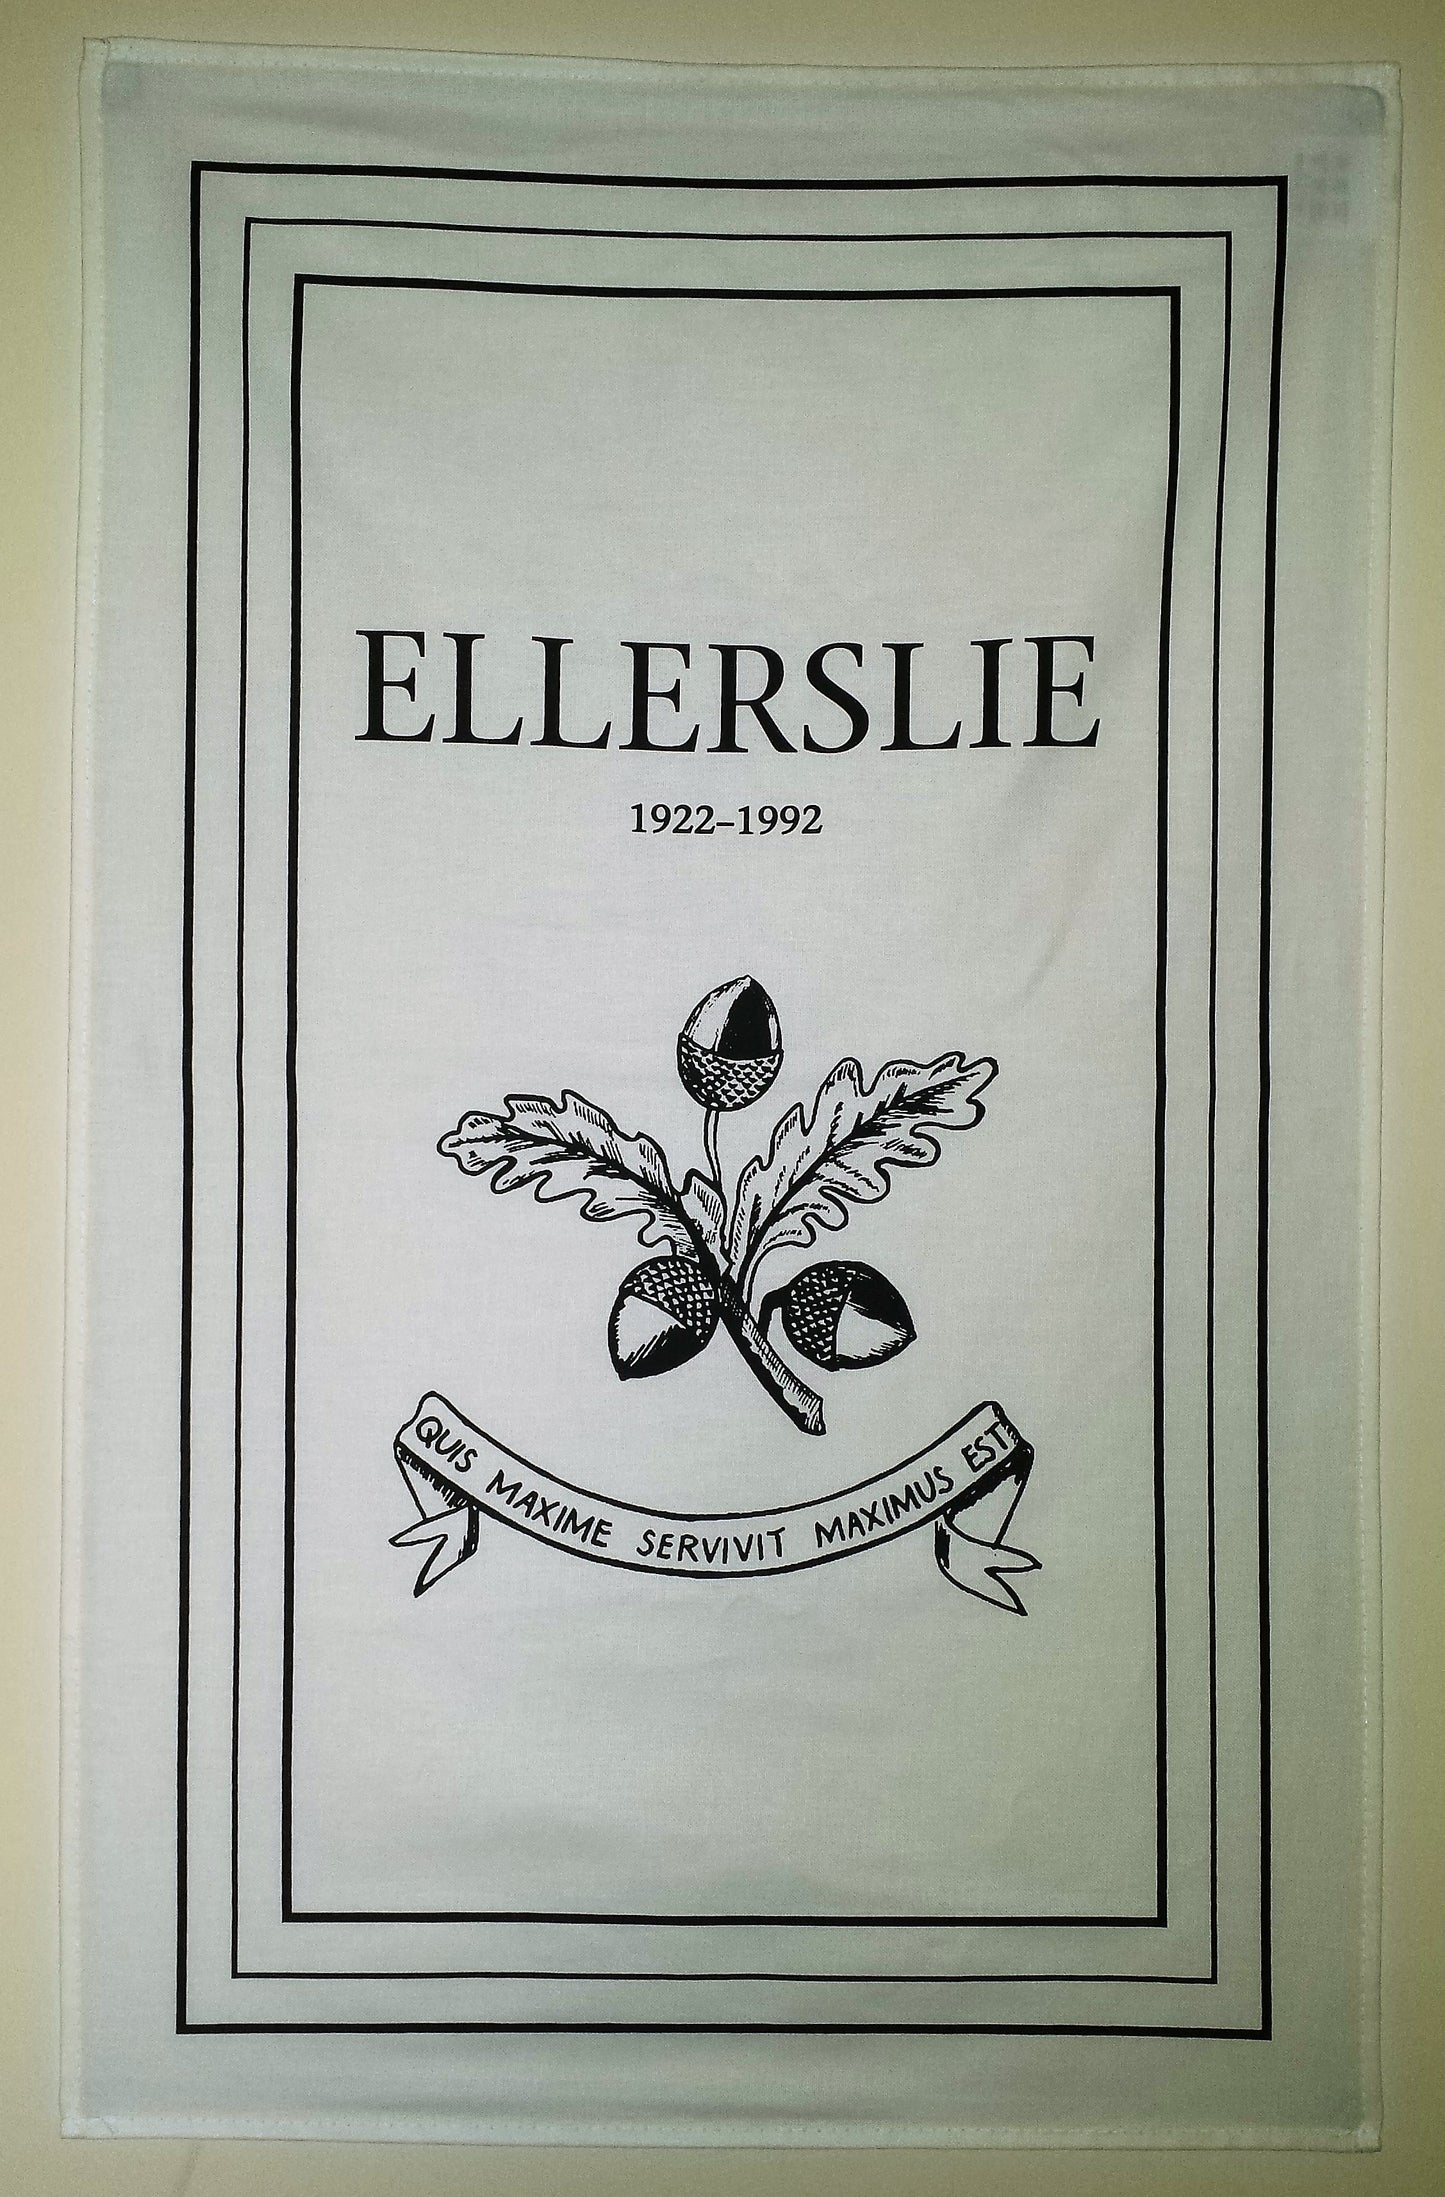 ELLERSLIE
1922–1992
QUIS MAXIME SERVIVIT MAXIMUS EST